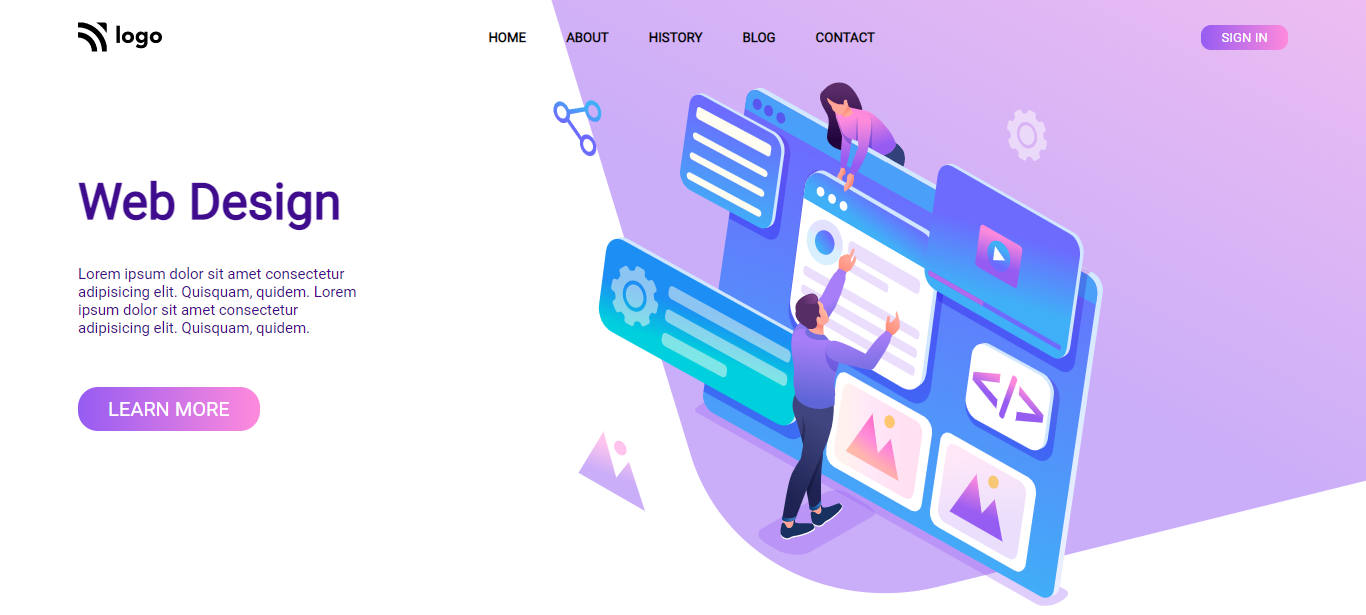 logo
HOME ABOUT HISTORY BLOG CONTACT
SIGN IN
Web Design
Lorem ipsum dolor sit amet consectetur
adipisicing elit. Quisquam, quidem. Lorem
ipsum dolor sit amet consectetur
adipisicing elit. Quisquam, quidem.
LEARN MORE
</>